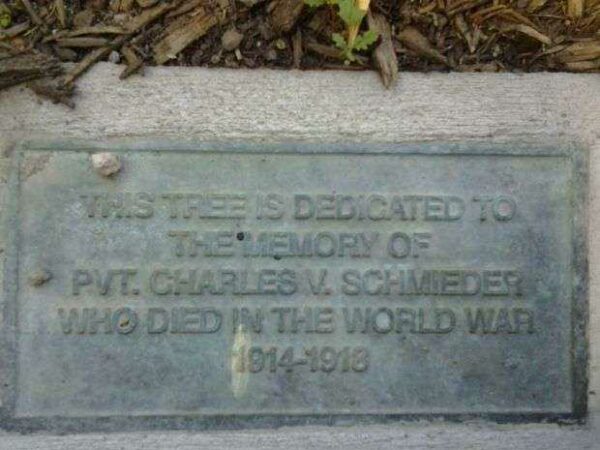 THIS TREE IS DEDICATED TO
THE MEMORY OF
PVT. CHARLES V. SCHMIEDER
WHO DIED IN THE WORLD WAR
1914-1918